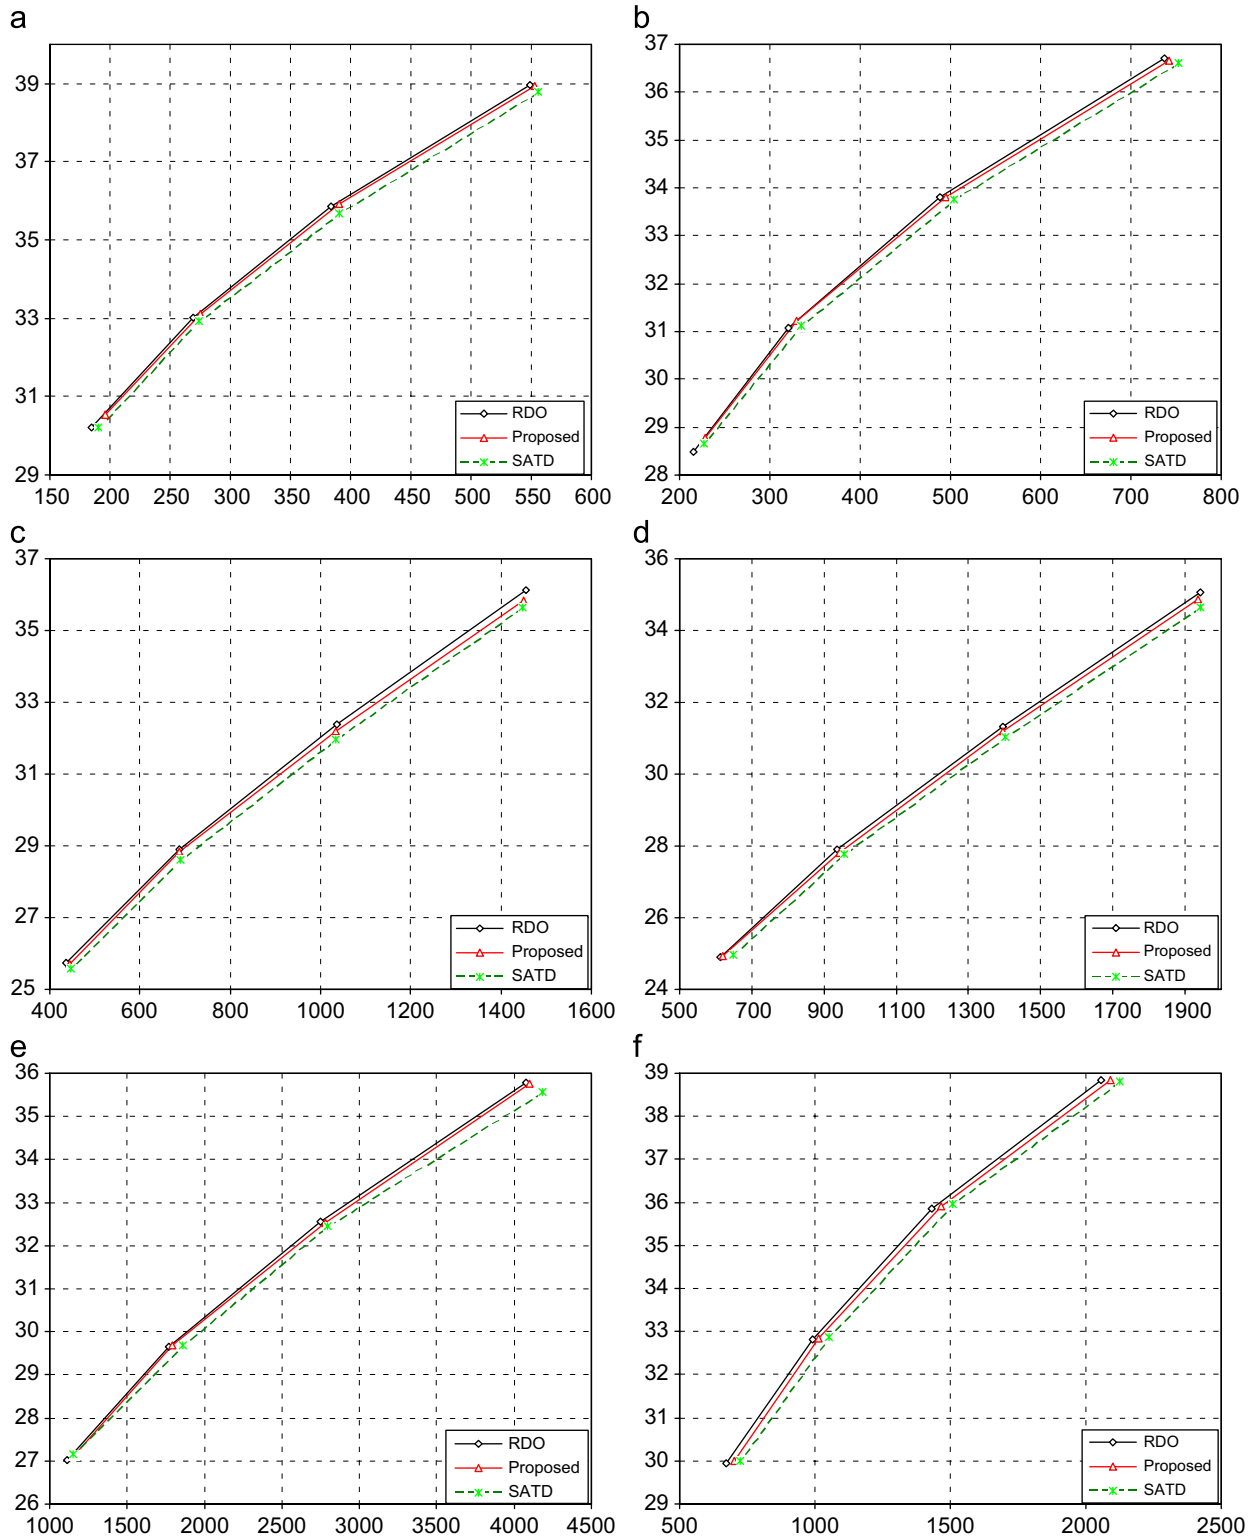 a
39
37
35
33
31
29
150 200 250 300 350 400 450 500 550 600
RDO
Proposed
SATD
b
37
36
35
34
33
32
31
30
29
28
200 300 400 500 600 700 800
RDO
Proposed
SATD
c
37
35
33
31
29
27
25
400 600 800 1000 1200 1400 1600
RDO
Proposed
SATD
d
36
34
32
30
28
26
24
500 700 900 1100 1300 1500 1700 1900
RDO
Proposed
SATD
e
36
35
34
33
32
31
30
29
28
27
26
1000 1500 2000 2500 3000 3500 4000 4500
RDO
Proposed
SATD
f
39
38
37
36
35
34
33
32
31
30
29
500 1000 1500 2000 2500
RDO
Proposed
SATD